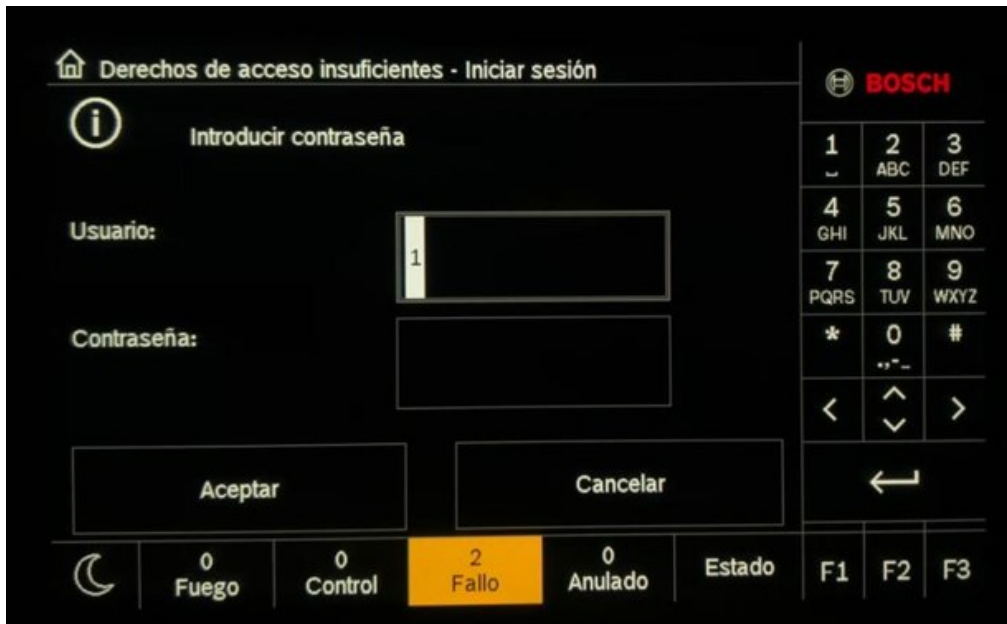 Derechos de acceso insuficientes - Iniciar sesión
BOSCH
i
Introducir contraseña
Usuario:
1
Contraseña:
Aceptar
Cancelar
1
2 3
ABC DEF
4 5 6
GHI JKL MNO
7 8 9
PQRS TUV WXYZ
* 0 #
.,-_
0 0 2 0
Fuego Control Fallo Anulado Estado F1 F2 F3